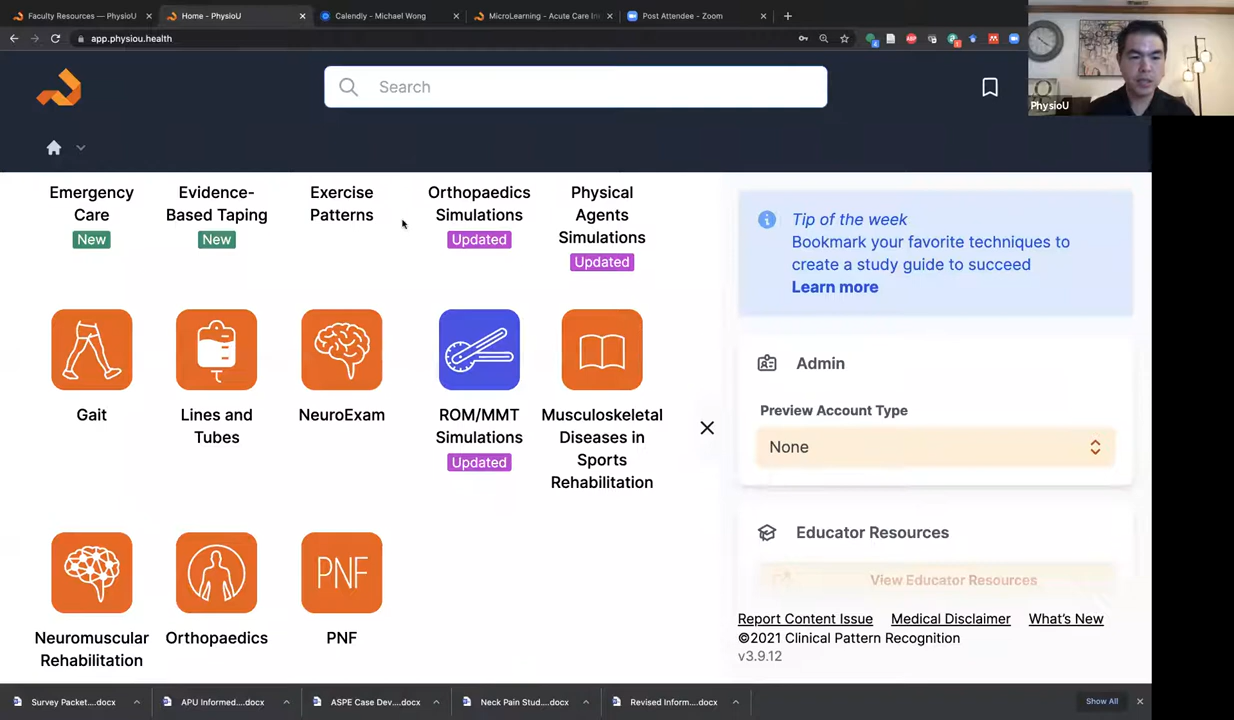 Faculty Resources — PhysioU
Home - PhysioU
Calendly - Michael Wong
MicroLearning - Acute Care Int
Post Attendee - Zoom
app.physiou.health
PhysioU
Search
Emergency
Care
New
Evidence-
Based Taping
New
Exercise
Patterns
Orthopaedics
Simulations
Updated
Physical
Agents
Simulations
Updated
Tip of the week
Bookmark your favorite techniques to
create a study guide to succeed
Learn more
Gait
Lines and
Tubes
NeuroExam
ROM/MMT
Simulations
Updated
Musculoskeletal
Diseases in
Sports
Rehabilitation
Admin
Preview Account Type
None
Educator Resources
View Educator Resources
Neuromuscular
Rehabilitation
Orthopaedics
PNF
PNF
Report Content Issue
Medical Disclaimer
What's New
©2021 Clinical Pattern Recognition
v3.9.12
Survey Packet....docx
APU Informed....docx
ASPE Case Dev....docx
Neck Pain Stud....docx
Revised Inform....docx
Show All